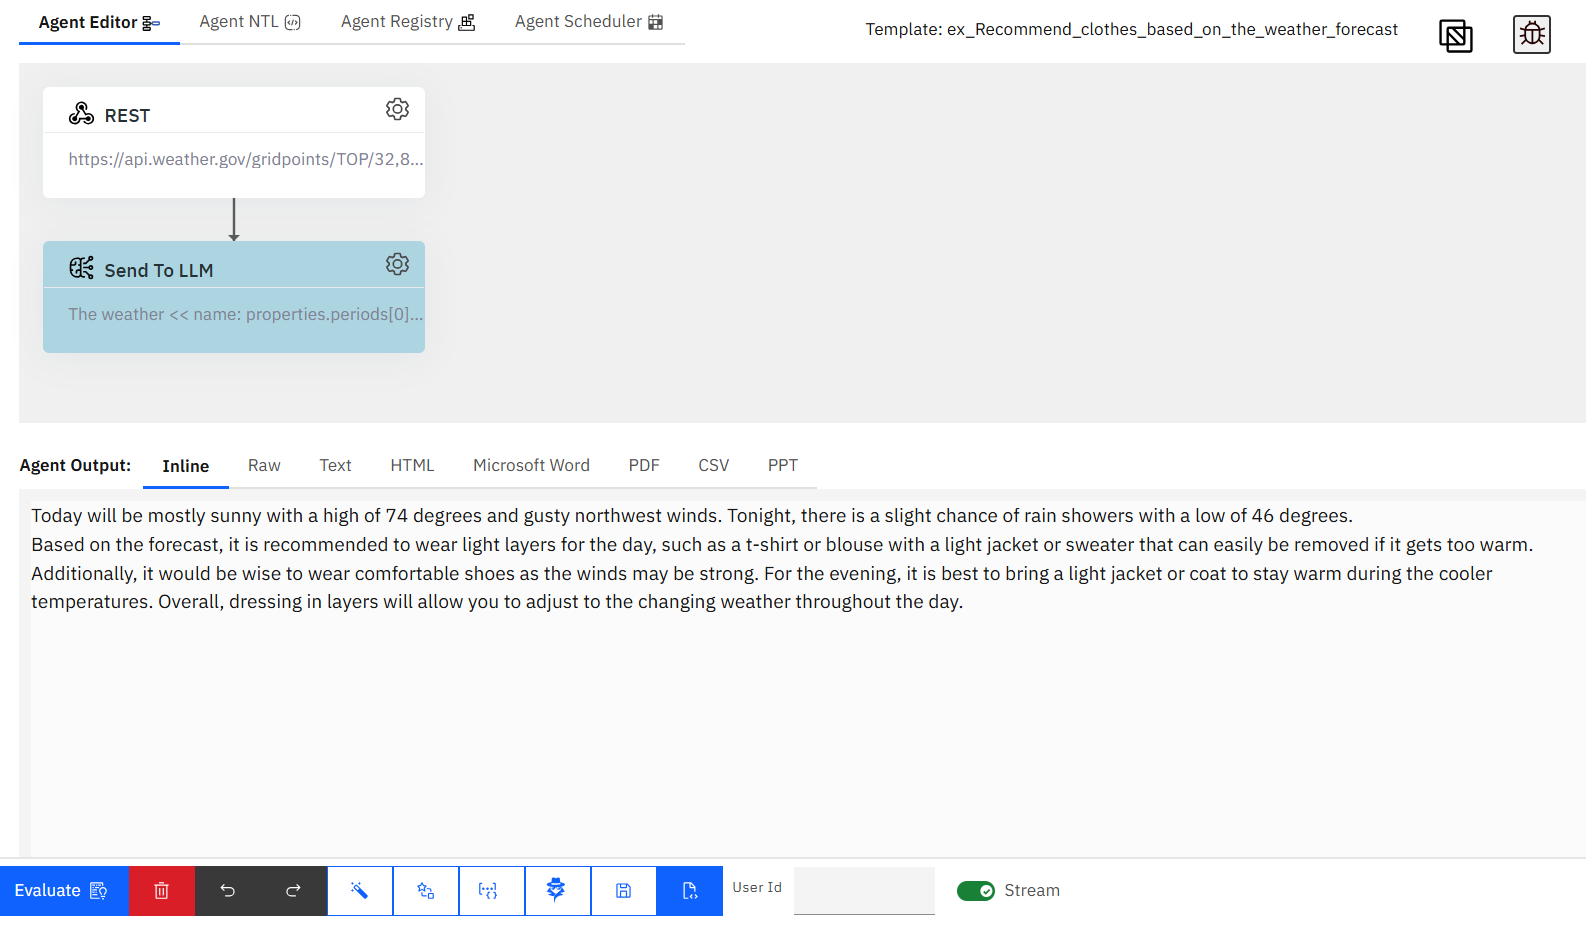 Agent Editor Agent NTL Agent Registry Agent Scheduler Template: ex_Recommend_clothes_based_on_the_weather_forecast
REST
https://api.weather.gov/gridpoints/TOP/32,8...
Send To LLM
The weather << name: properties.periods[0]...
Agent Output: Inline Raw Text HTML Microsoft Word PDF CSV PPT
Today will be mostly sunny with a high of 74 degrees and gusty northwest winds. Tonight, there is a slight chance of rain showers with a low of 46 degrees.
Based on the forecast, it is recommended to wear light layers for the day, such as a t-shirt or blouse with a light jacket or sweater that can easily be removed if it gets too warm.
Additionally, it would be wise to wear comfortable shoes as the winds may be strong. For the evening, it is best to bring a light jacket or coat to stay warm during the cooler
temperatures. Overall, dressing in layers will allow you to adjust to the changing weather throughout the day.
Evaluate User Id Stream